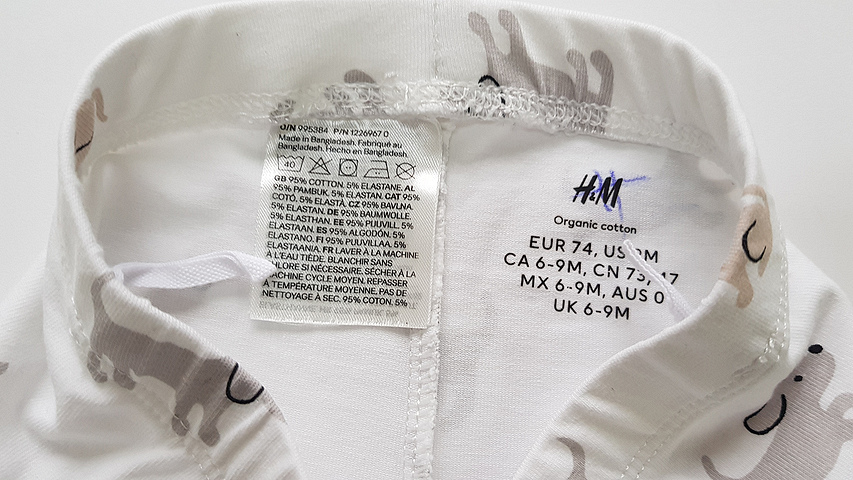 O/N 995384 P/N 1226967 0
Made in Bangladesh. Fabriqué au
Bangladesh. Hecho en Bangladesh.
40
GB 95% COTTON. 5% ELASTANE. AL
95% PAMBUK. 5% ELASTAN. CAT 95%
COTÓ. 5% ELASTÀ. CZ 95% BAVLNA.
5% ELASTAN. DE 95% BAUMWOLLE.
5% ELASTHAN. EE 95% PUUVILL. 5%
ELASTAAN. ES 95% ALGODÓN. 5%
ELASTANO. FI 95% PUUVILLAA. 5%
ELASTAANIA. FR LAVER À LA MACHINE
À L'EAU TIÈDE. BLANCHIR SANS
CHLORE SI NÉCESSAIRE. SÉCHER À LA
MACHINE CYCLE MOYEN. REPASSER
À TEMPÉRATURE MOYENNE. PAS DE
NETTOYAGE À SEC. 95% COTON. 5%
H&M
Organic cotton
EUR 74, US
CA 6-9M, CN 73,
MX 6-9M, AUS 0
UK 6-9M